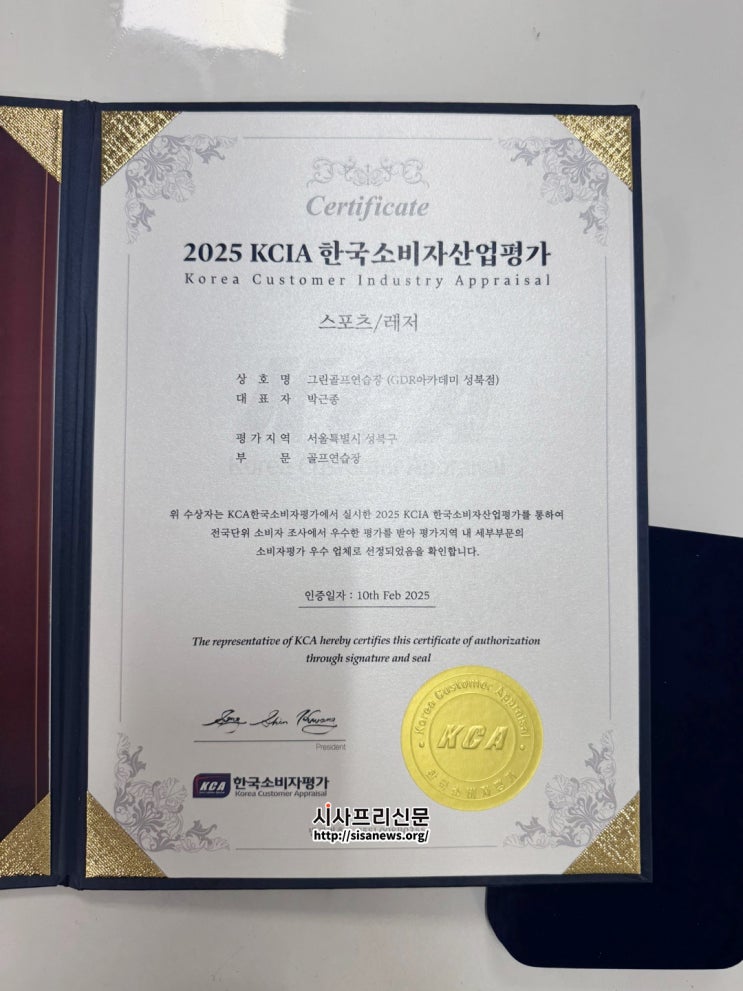 Certificate
2025 KCIA 한국소비자산업평가
Korea Customer Industry Appraisal
스포츠/레저
상 호 명 그린골프연습장 (GDR아카데미 성북점)
대 표 자 박근종
평가지역 서울특별시 성북구
부 문 골프연습장
위 수상자는 KCA한국소비자평가에서 실시한 2025 KCIA 한국소비자산업평가를 통하여
전국단위 소비자 조사에서 우수한 평가를 받아 평가지역 내 세부부문의
소비자평가 우수 업체로 선정되었음을 확인합니다.
인증일자 : 10th Feb 2025
The representative of KCA hereby certifies this certificate of authorization
through signature and seal
President
KCA 한국소비자평가
Korea Customer Appraisal
Korea Customer Appraisal
KCA
한국소비자평가
시사프리신문
http://sisanews.org/